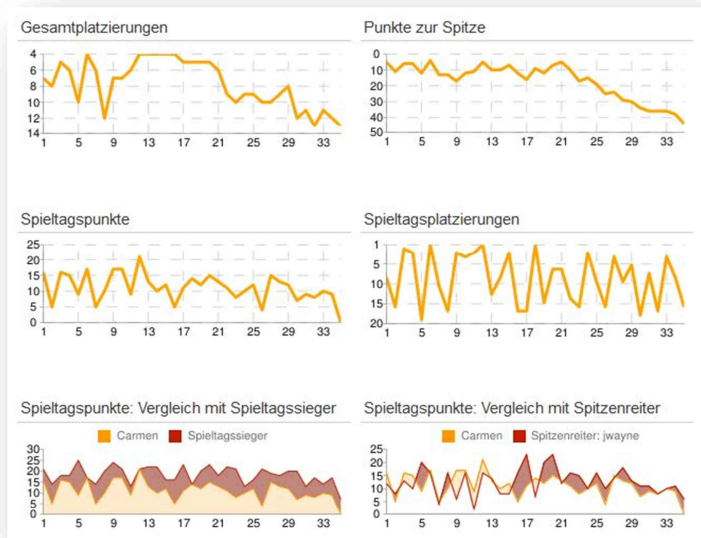 Gesamtplatzierungen
4
6
8
10
12
14
1 5 9 13 17 21 25 29 33
Punkte zur Spitze
0
10
20
30
40
50
1 5 9 13 17 21 25 29 33
Spieltagspunkte
25
20
15
10
5
0
1 5 9 13 17 21 25 29 33
Spieltagsplatzierungen
1
5
10
15
20
1 5 9 13 17 21 25 29 33
Spieltagspunkte: Vergleich mit Spieltagssieger
Carmen Spieltagssieger
30
25
20
15
10
5
0
1 5 9 13 17 21 25 29 33
Spieltagspunkte: Vergleich mit Spitzenreiter
Carmen Spitzenreiter: jwayne
25
20
15
10
5
0
1 5 9 13 17 21 25 29 33